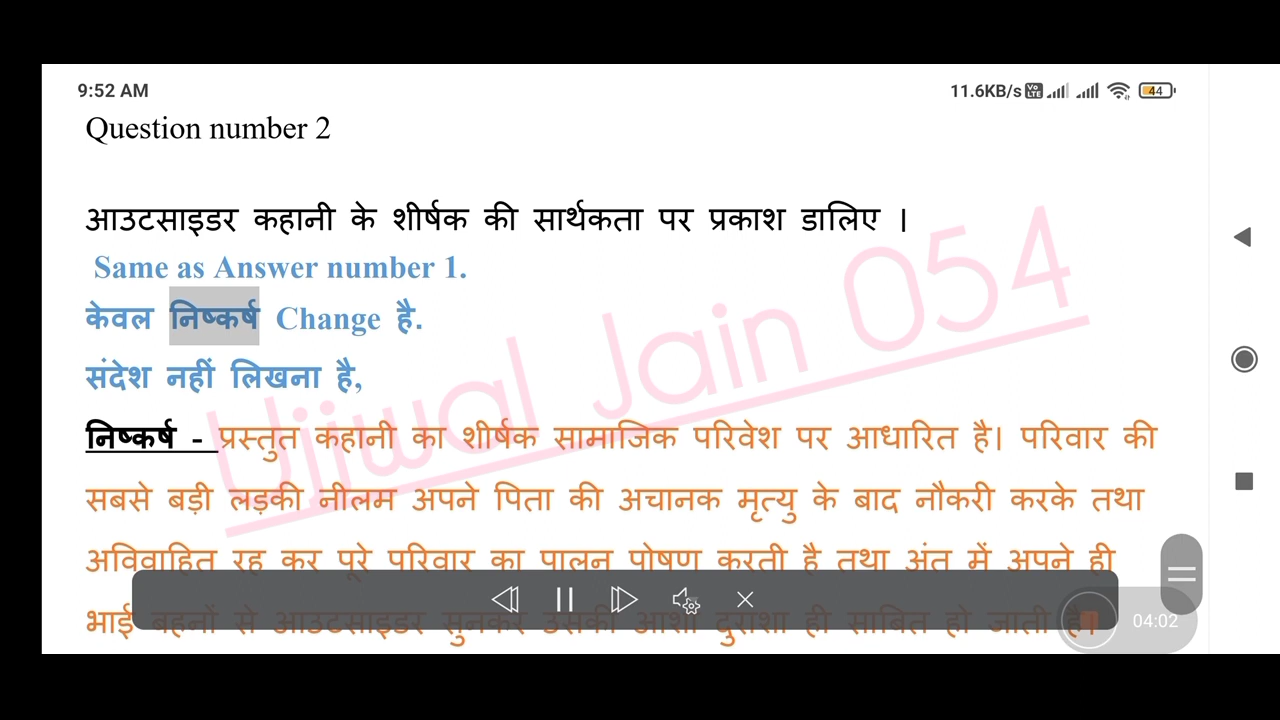 9:52 AM
11.6KB/s Vo LTE 44
Question number 2
आउटसाइडर कहानी के शीर्षक की सार्थकता पर प्रकाश डालिए ।
Same as Answer number 1.
केवल निष्कर्ष Change है.
संदेश नहीं लिखना है,
निष्कर्ष - प्रस्तुत कहानी का शीर्षक सामाजिक परिवेश पर आधारित है। परिवार की
सबसे बड़ी लड़की नीलम अपने पिता की अचानक मृत्यु के बाद नौकरी करके तथा
अविवाहित रह कर पूरे परिवार का पालन पोषण करती है तथा अंत में अपने ही
भाई बहनों से आउटसाइडर सुनकर उसकी आशा दुराशा ही साबित हो जाती है।
Ujjwal Jain 054
04:02